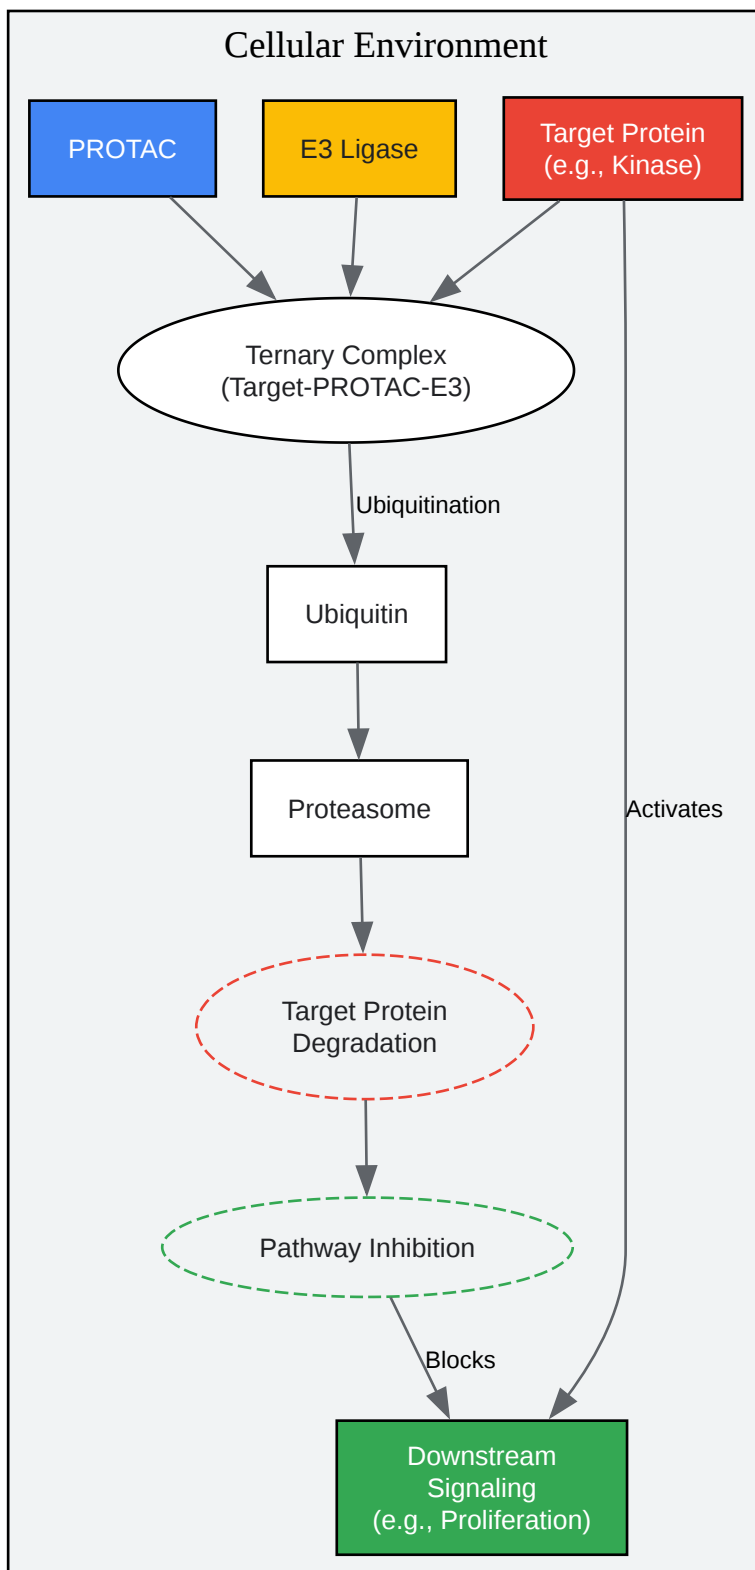 Cellular Environment
PROTAC
E3 Ligase
Target Protein
(e.g., Kinase)
Ternary Complex
(Target-PROTAC-E3)
Ubiquitination
Ubiquitin
Proteasome
Activates
Target Protein
Degradation
Pathway Inhibition
Blocks
Downstream
Signaling
(e.g., Proliferation)